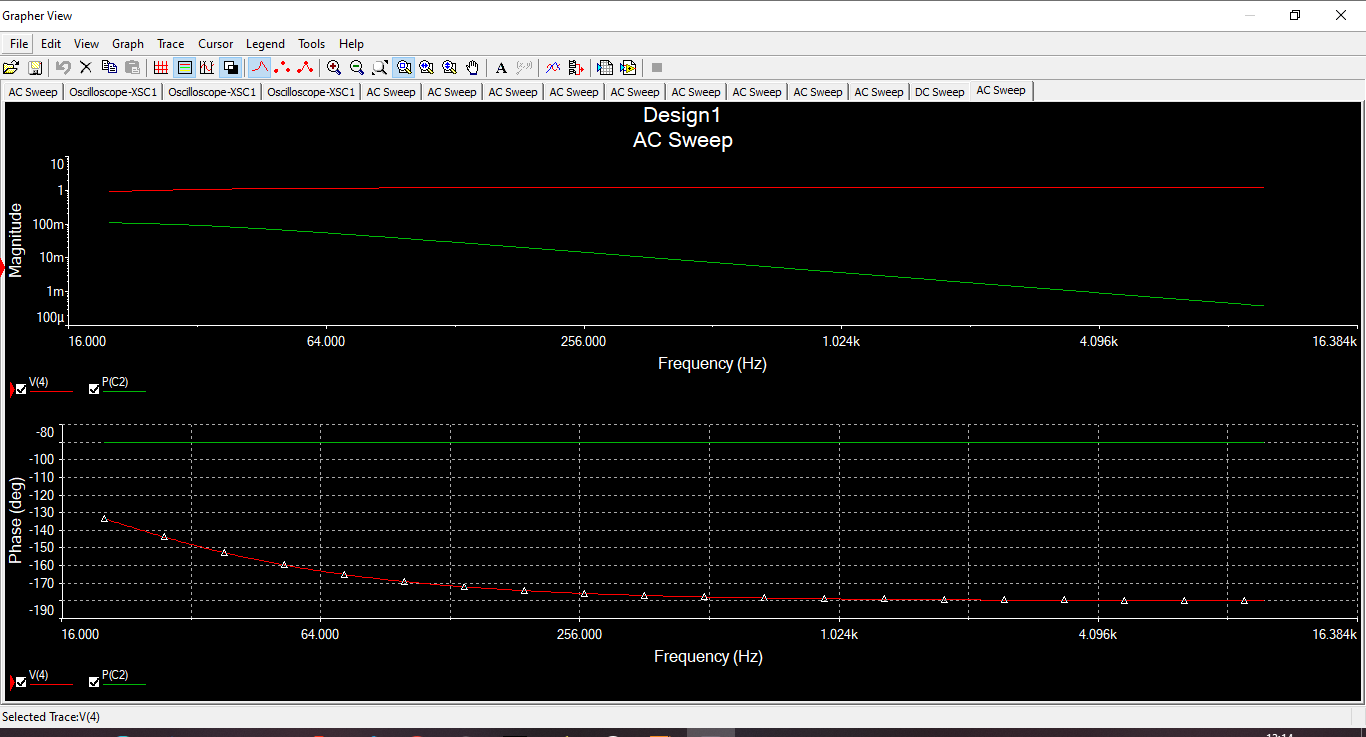 Grapher View
File Edit View Graph Trace Cursor Legend Tools Help
A
AC Sweep Oscilloscope-XSC1 Oscilloscope-XSC1 Oscilloscope-XSC1 AC Sweep AC Sweep AC Sweep AC Sweep AC Sweep AC Sweep AC Sweep AC Sweep AC Sweep DC Sweep AC Sweep
Design1
AC Sweep
Magnitude
10
1
100m
10m
1m
100µ
16.000 64.000 256.000 1.024k 4.096k 16.384k
Frequency (Hz)
V(4) P(C2)
Phase (deg)
-80
-100
-110
-120
-130
-140
-150
-160
-170
-190
16.000 64.000 256.000 1.024k 4.096k 16.384k
Frequency (Hz)
V(4) P(C2)
Selected Trace:V(4)